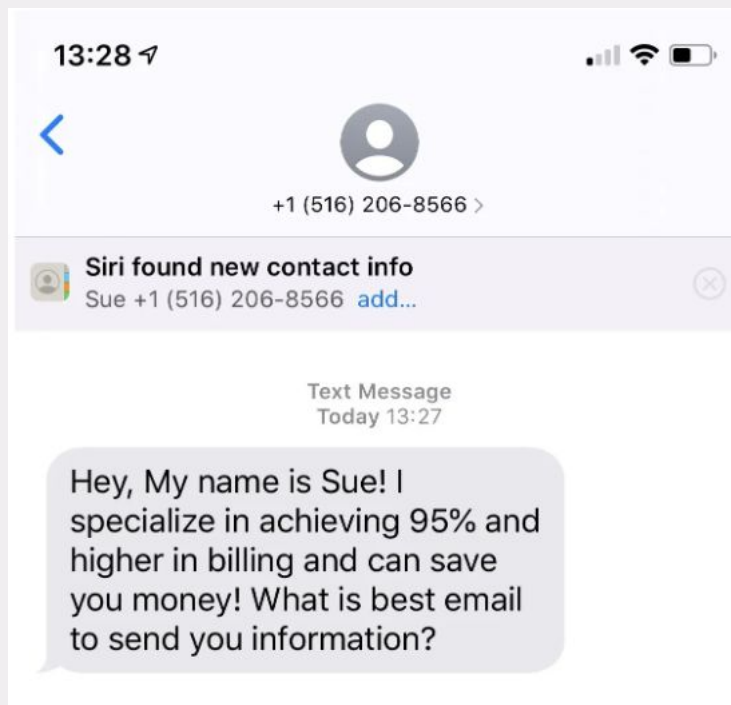 13:28
+1 (516) 206-8566 >
Siri found new contact info
Sue +1 (516) 206-8566 add...
Text Message
Today 13:27
Hey, My name is Sue! I
specialize in achieving 95% and
higher in billing and can save
you money! What is best email
to send you information?